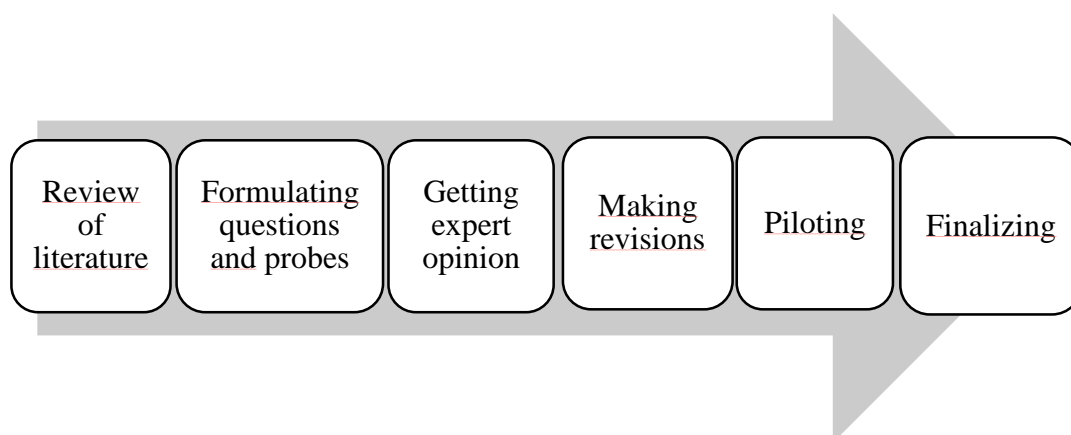 Review
of
literature
Formulating
questions
and probes
Getting
expert
opinion
Making
revisions
Piloting
Finalizing